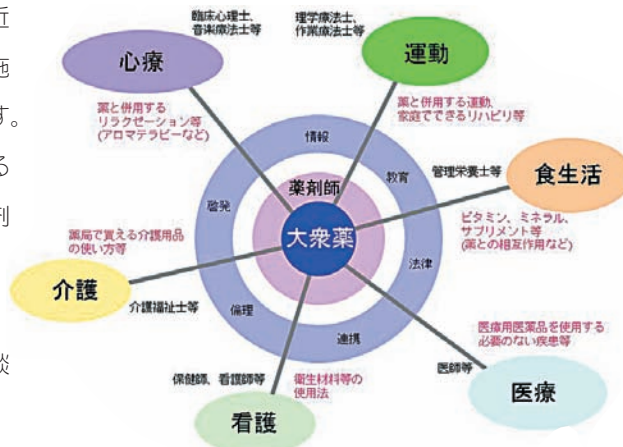 近
施
す。
る
剤
談
臨床心理士、
音楽療法士等
心療
薬と併用する
リラクゼーション等
(アロマテラピーなど)
理学療法士、
作業療法士等
運動
薬と併用する運動、
家庭でできるリハビリ等
情報
教育
法律
連携
倫理
啓発
薬剤師
大衆薬
管理栄養士等
食生活
ビタミン、ミネラル、
サプリメント等
(薬との相互作用など)
薬局で買える介護用品
の使い方等
介護
介護福祉士等
保健師、看護師等
衛生材料等の
使用法
看護
医療用医薬品を使用する
必要のない疾患等
医師等
医療